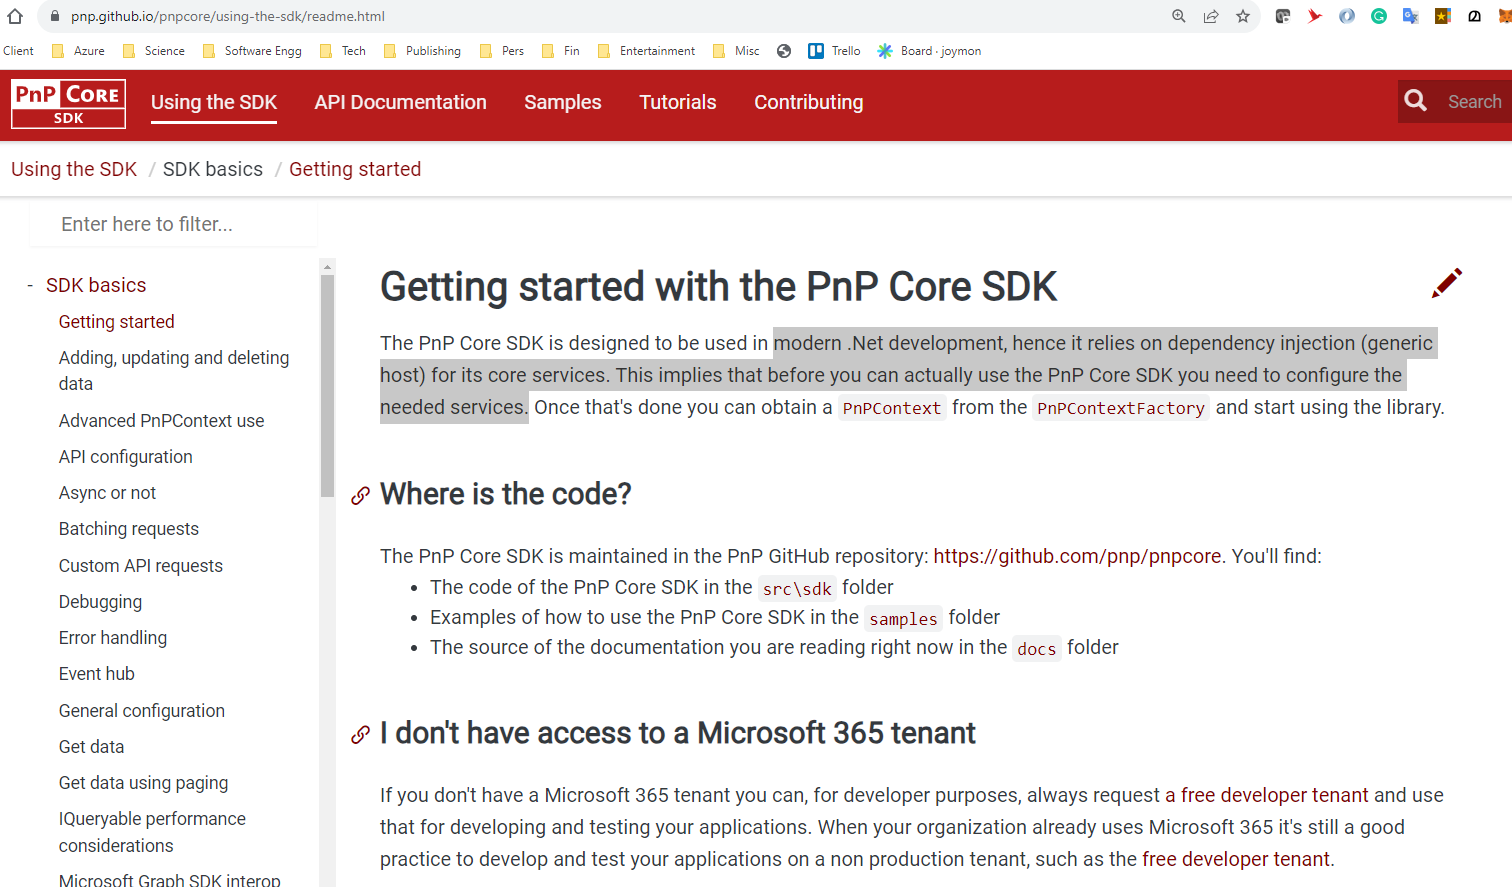 pnp.github.io/pnpcore/using-the-sdk/readme.html
Client Azure Science Software Engg Tech Publishing Pers Fin Entertainment Misc Trello Board · joymon
PnP Core
SDK
Using the SDK API Documentation Samples Tutorials Contributing Search
Using the SDK / SDK basics / Getting started
Enter here to filter...
- SDK basics
Getting started
Adding, updating and deleting
data
Advanced PnPContext use
API configuration
Async or not
Batching requests
Custom API requests
Debugging
Error handling
Event hub
General configuration
Get data
Get data using paging
IQueryable performance
considerations
Microsoft Graph SDK interop
Getting started with the PnP Core SDK
The PnP Core SDK is designed to be used in modern .Net development, hence it relies on dependency injection (generic
host) for its core services. This implies that before you can actually use the PnP Core SDK you need to configure the
needed services. Once that's done you can obtain a PnPContext from the PnPContextFactory and start using the library.
Where is the code?
The PnP Core SDK is maintained in the PnP GitHub repository: https://github.com/pnp/pnpcore. You'll find:
• The code of the PnP Core SDK in the src\sdk folder
• Examples of how to use the PnP Core SDK in the samples folder
• The source of the documentation you are reading right now in the docs folder
I don't have access to a Microsoft 365 tenant
If you don't have a Microsoft 365 tenant you can, for developer purposes, always request a free developer tenant and use
that for developing and testing your applications. When your organization already uses Microsoft 365 it's still a good
practice to develop and test your applications on a non production tenant, such as the free developer tenant.